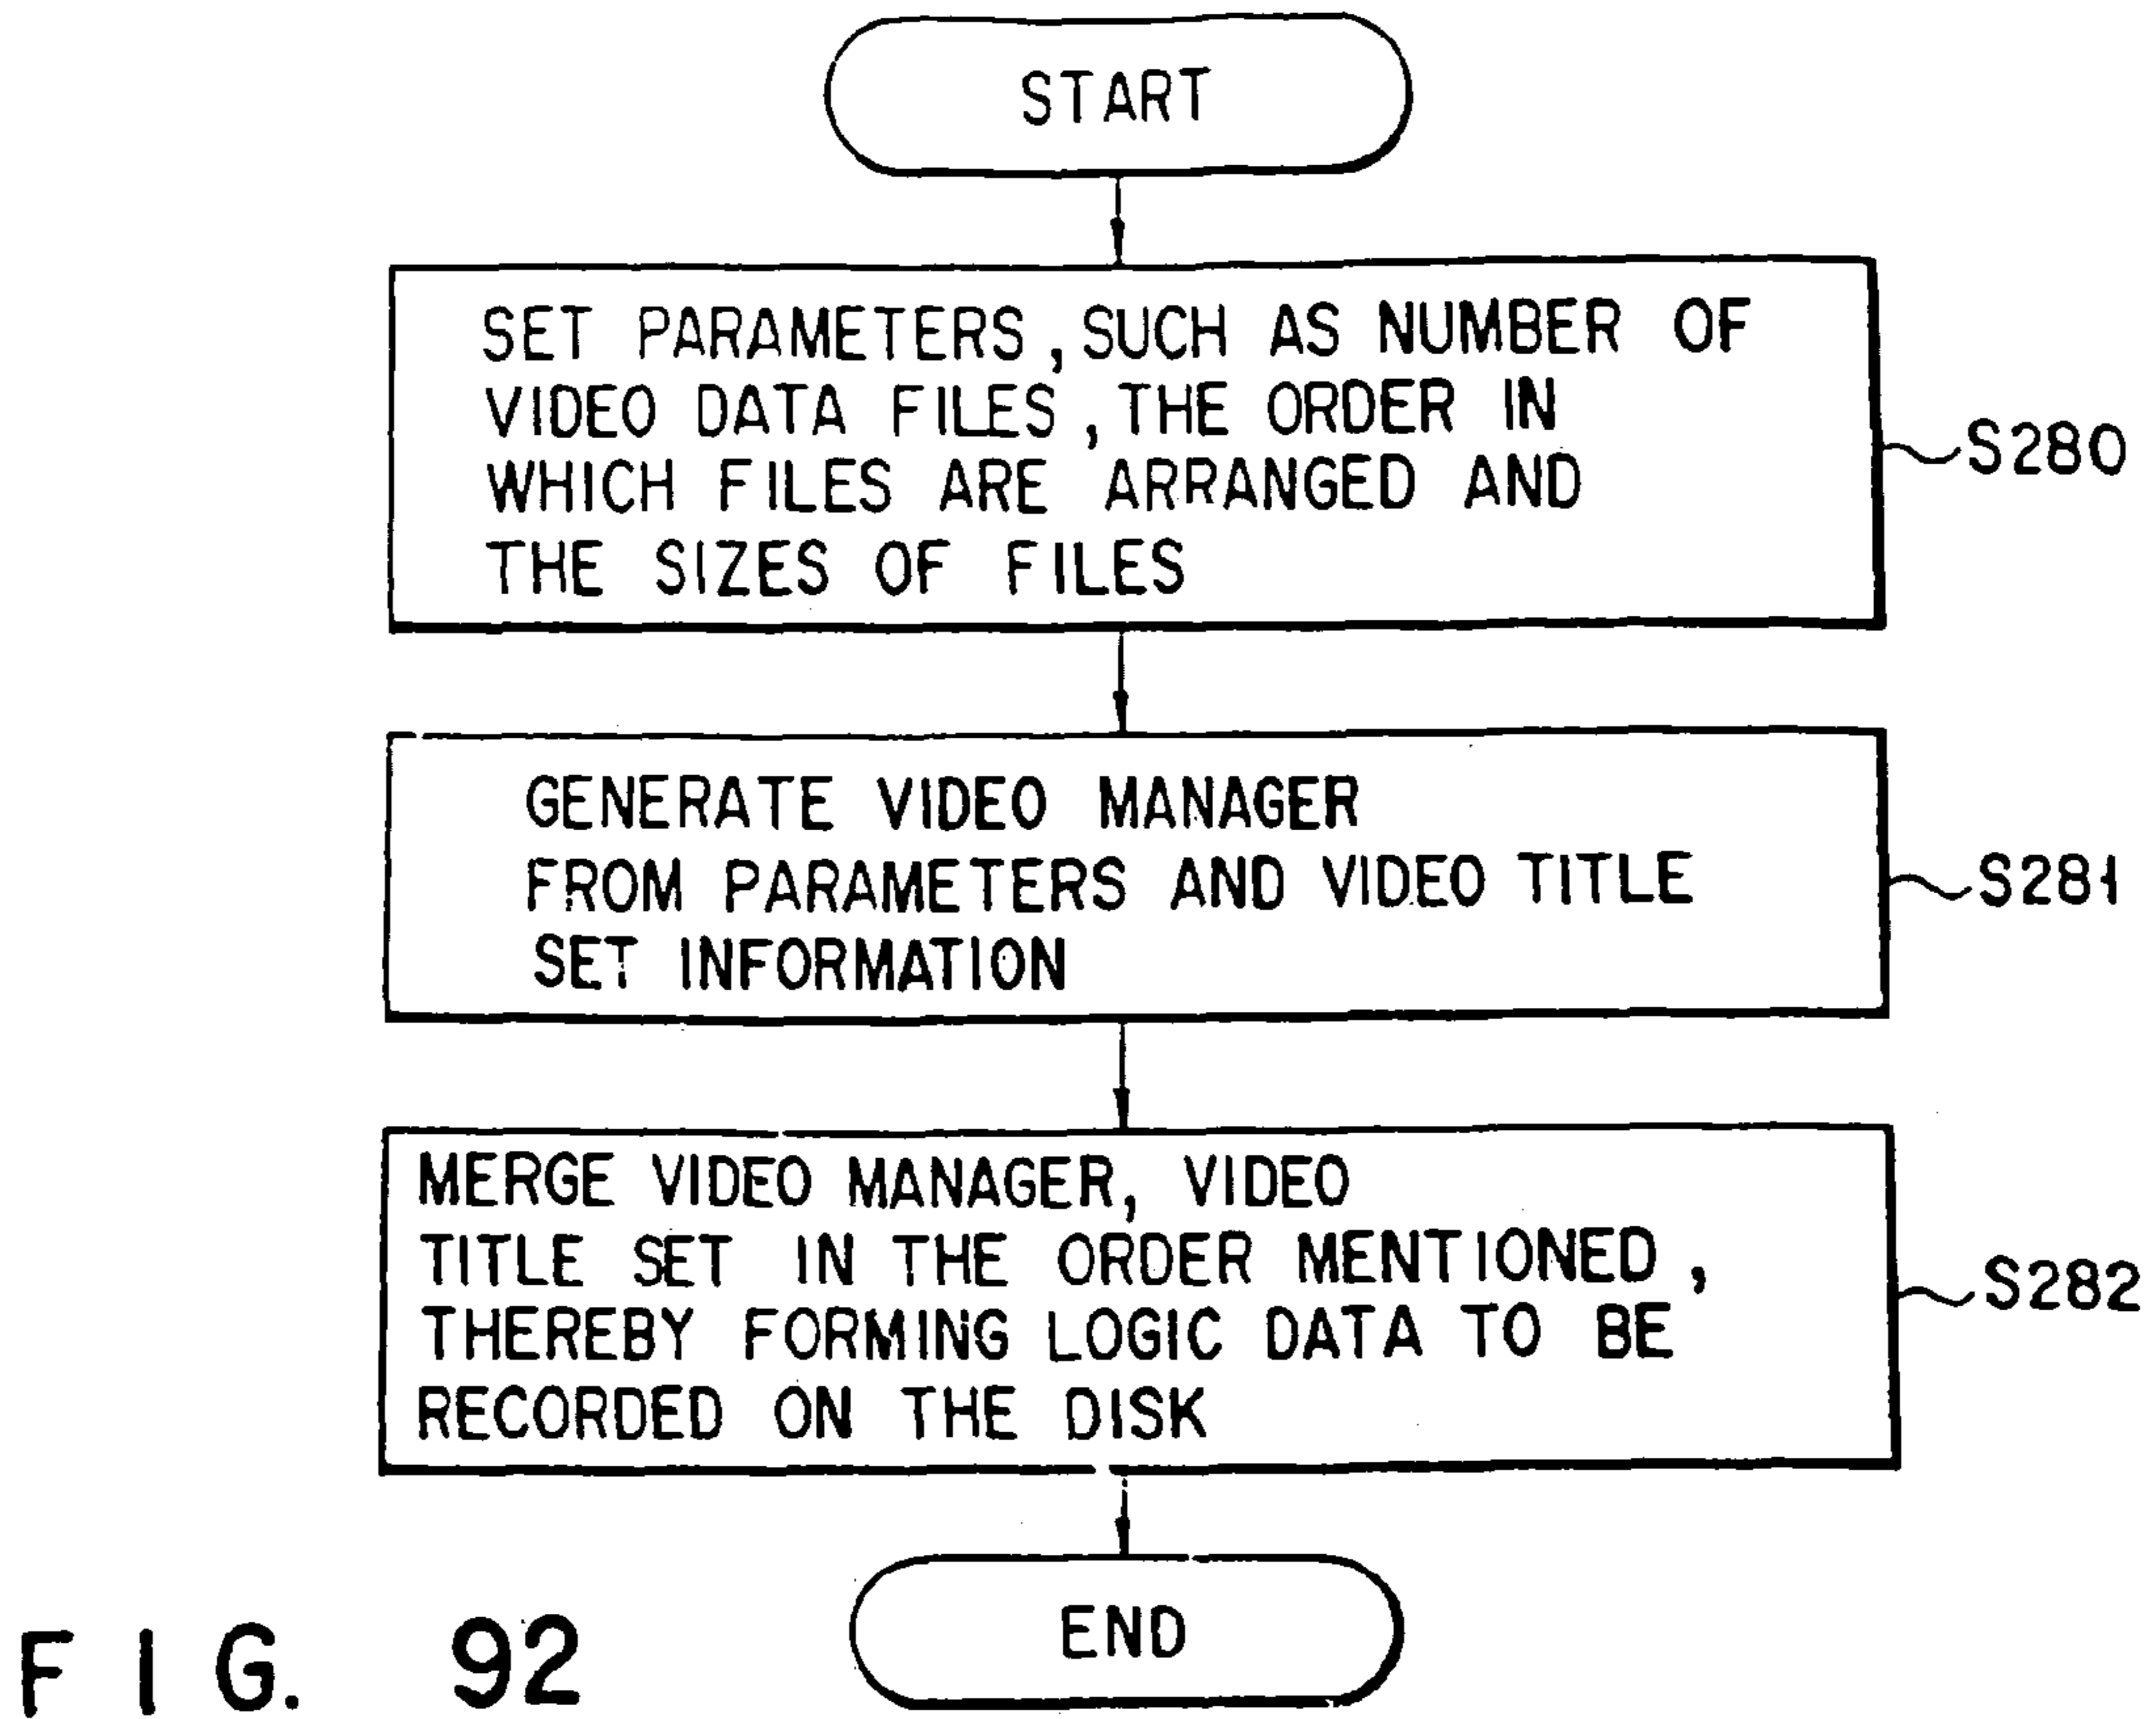 START
SET PARAMETERS, SUCH AS NUMBER OF
VIDEO DATA FILES, THE ORDER IN
WHICH FILES ARE ARRANGED AND
THE SIZES OF FILES
S280
GENERATE VIDEO MANAGER
FROM PARAMETERS AND VIDEO TITLE
SET INFORMATION
S281
MERGE VIDEO MANAGER, VIDEO
TITLE SET IN THE ORDER MENTIONED,
THEREBY FORMING LOGIC DATA TO BE
RECORDED ON THE DISK
S282
END
FIG. 92